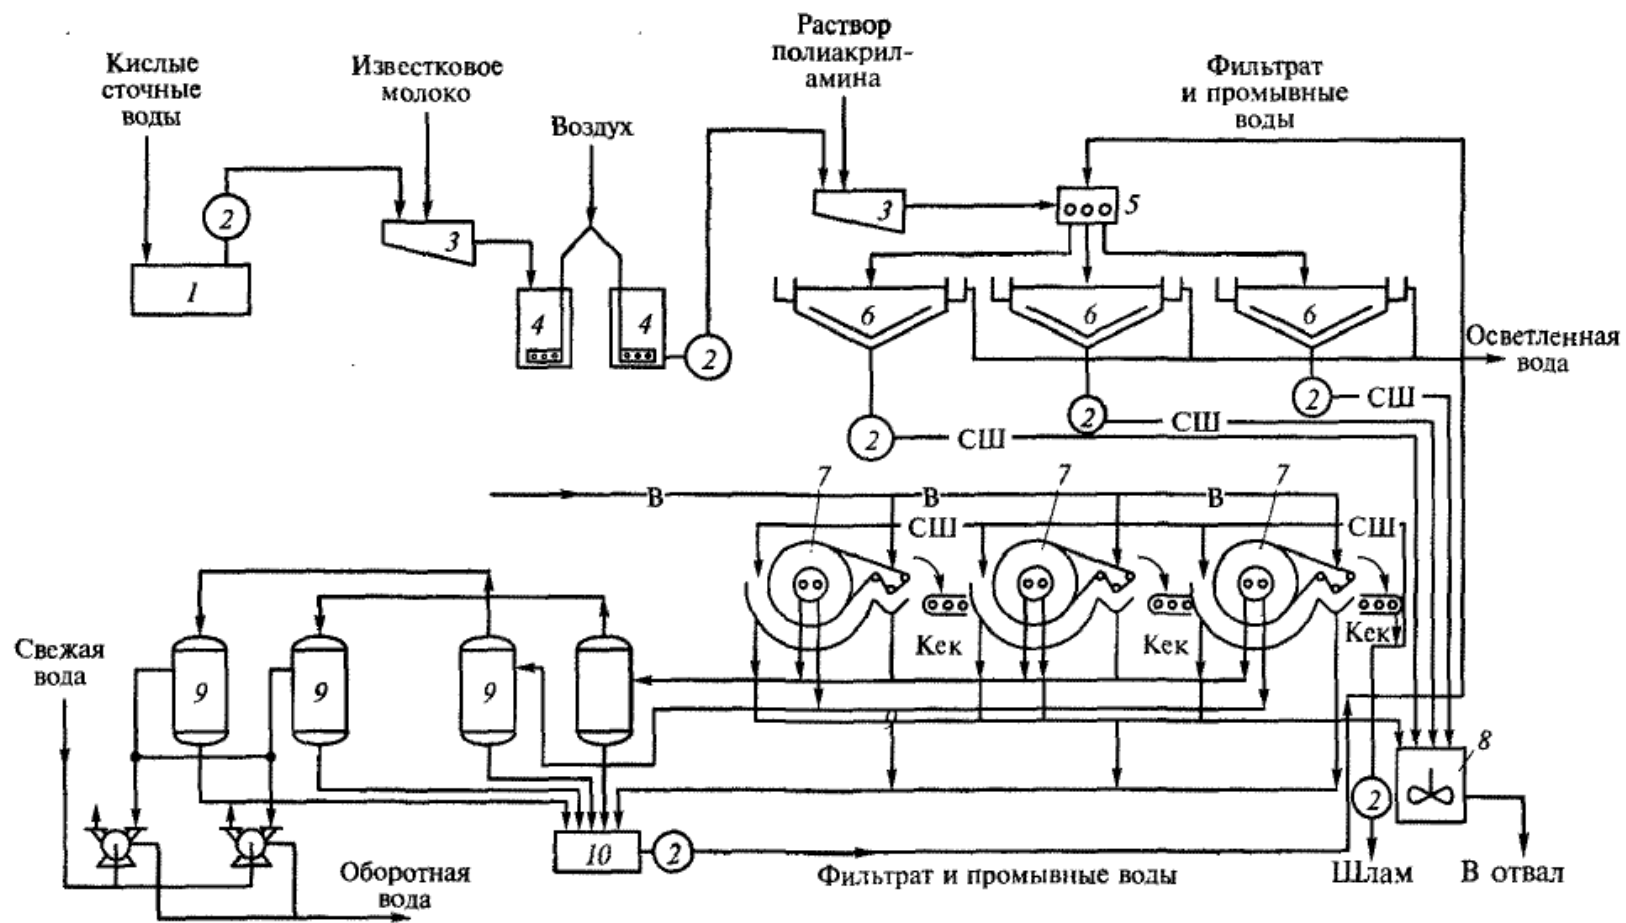 Раствор
полиакрил-
амина
Кислые
сточные
воды
Известковое
молоко
Воздух
Фильтрат
и промывные
воды
2
3
1
4
4
2
3
5
6
6
6
Осветленная
вода
2
СШ
2
СШ
2
СШ
7
7
7
В
В
В
СШ
СШ
Кек
Кек
Кек
Свежая
вода
9
9
9
8
2
10
2
Фильтрат и промывные воды
Шлам
В отвал
Оборотная
вода